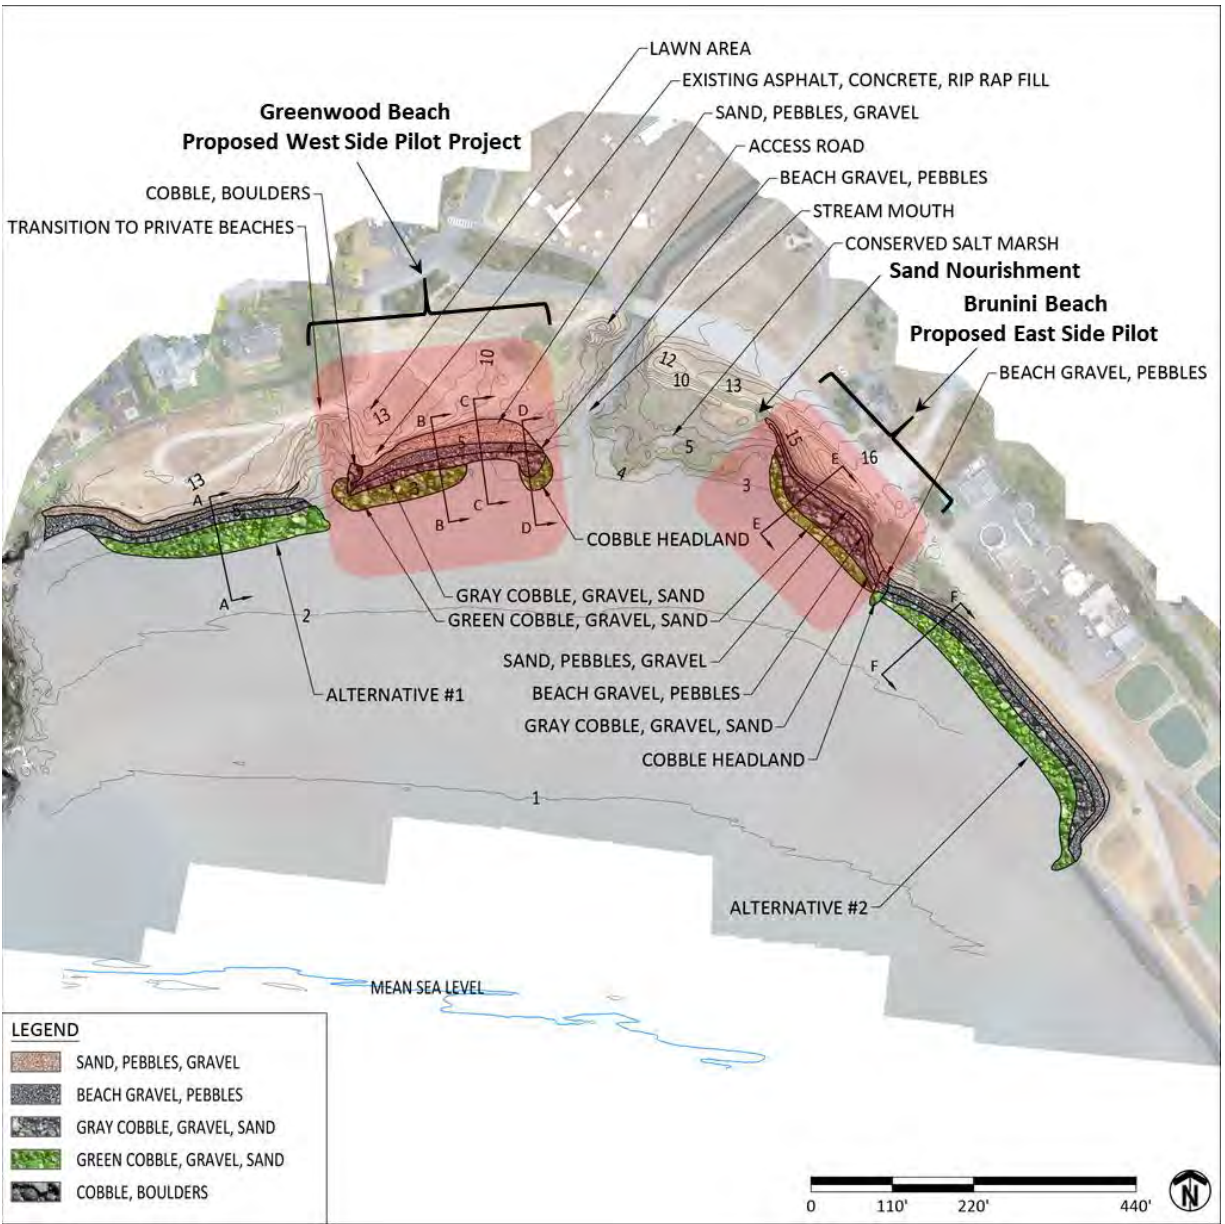 LAWN AREA
EXISTING ASPHALT, CONCRETE, RIP RAP FILL
Greenwood Beach
Proposed West Side Pilot Project
SAND, PEBBLES, GRAVEL
ACCESS ROAD
BEACH GRAVEL, PEBBLES
COBBLE, BOULDERS
STREAM MOUTH
TRANSITION TO PRIVATE BEACHES
CONSERVED SALT MARSH
Sand Nourishment
Brunini Beach
Proposed East Side Pilot
BEACH GRAVEL, PEBBLES
10
12
10
13
13
B
C
D
15
16
5
4
5
4
3
3
E
13
A
5
B
C
D
E
COBBLE HEADLAND
GRAY COBBLE, GRAVEL, SAND
A
F
2
GREEN COBBLE, GRAVEL, SAND
SAND, PEBBLES, GRAVEL
F
ALTERNATIVE #1
BEACH GRAVEL, PEBBLES
GRAY COBBLE, GRAVEL, SAND
COBBLE HEADLAND
1
ALTERNATIVE #2
MEAN SEA LEVEL
LEGEND
SAND, PEBBLES, GRAVEL
BEACH GRAVEL, PEBBLES
GRAY COBBLE, GRAVEL, SAND
GREEN COBBLE, GRAVEL, SAND
COBBLE, BOULDERS
0 110' 220' 440'
N